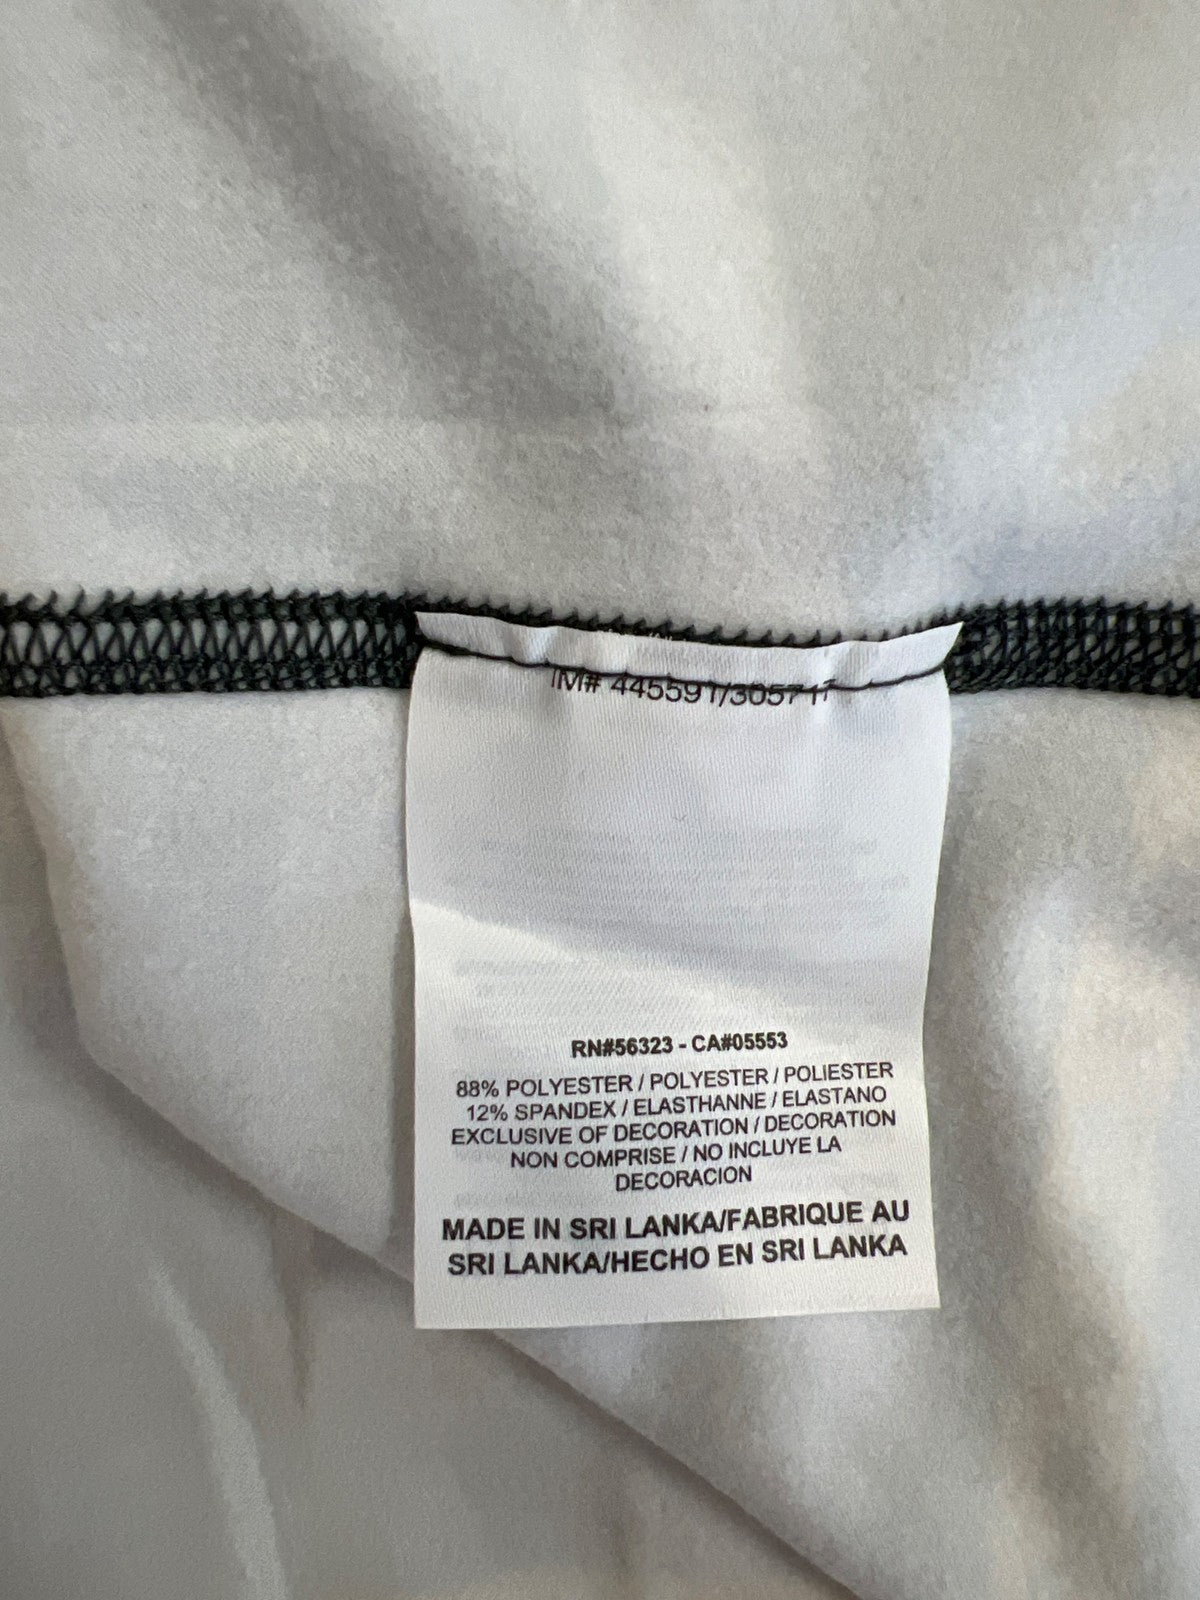 IM# 445591/305717
RN#56323 - CA#05553
88% POLYESTER / POLYESTER / POLIESTER
12% SPANDEX / ELASTHANNE / ELASTANO
EXCLUSIVE OF DECORATION / DECORATION
NON COMPRISE / NO INCLUYE LA
DECORACION
MADE IN SRI LANKA/FABRIQUE AU
SRI LANKA/HECHO EN SRI LANKA